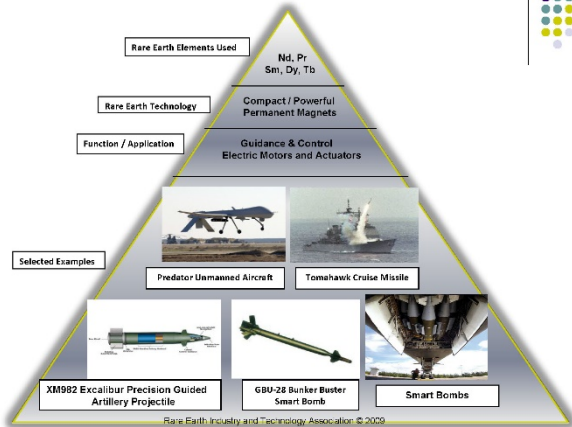 Rare Earth Elements Used
Nd, Pr
Sm, Dy, Tb
Rare Earth Technology
Compact / Powerful
Permanent Magnets
Function / Application
Guidance & Control
Electric Motors and Actuators
Selected Examples
Predator Unmanned Aircraft
Tomahawk Cruise Missile
XM982 Excalibur Precision Guided
Artillery Projectile
GBU-28 Bunker Buster
Smart Bomb
Smart Bombs
Rare Earth Industry and Technology Association © 2009